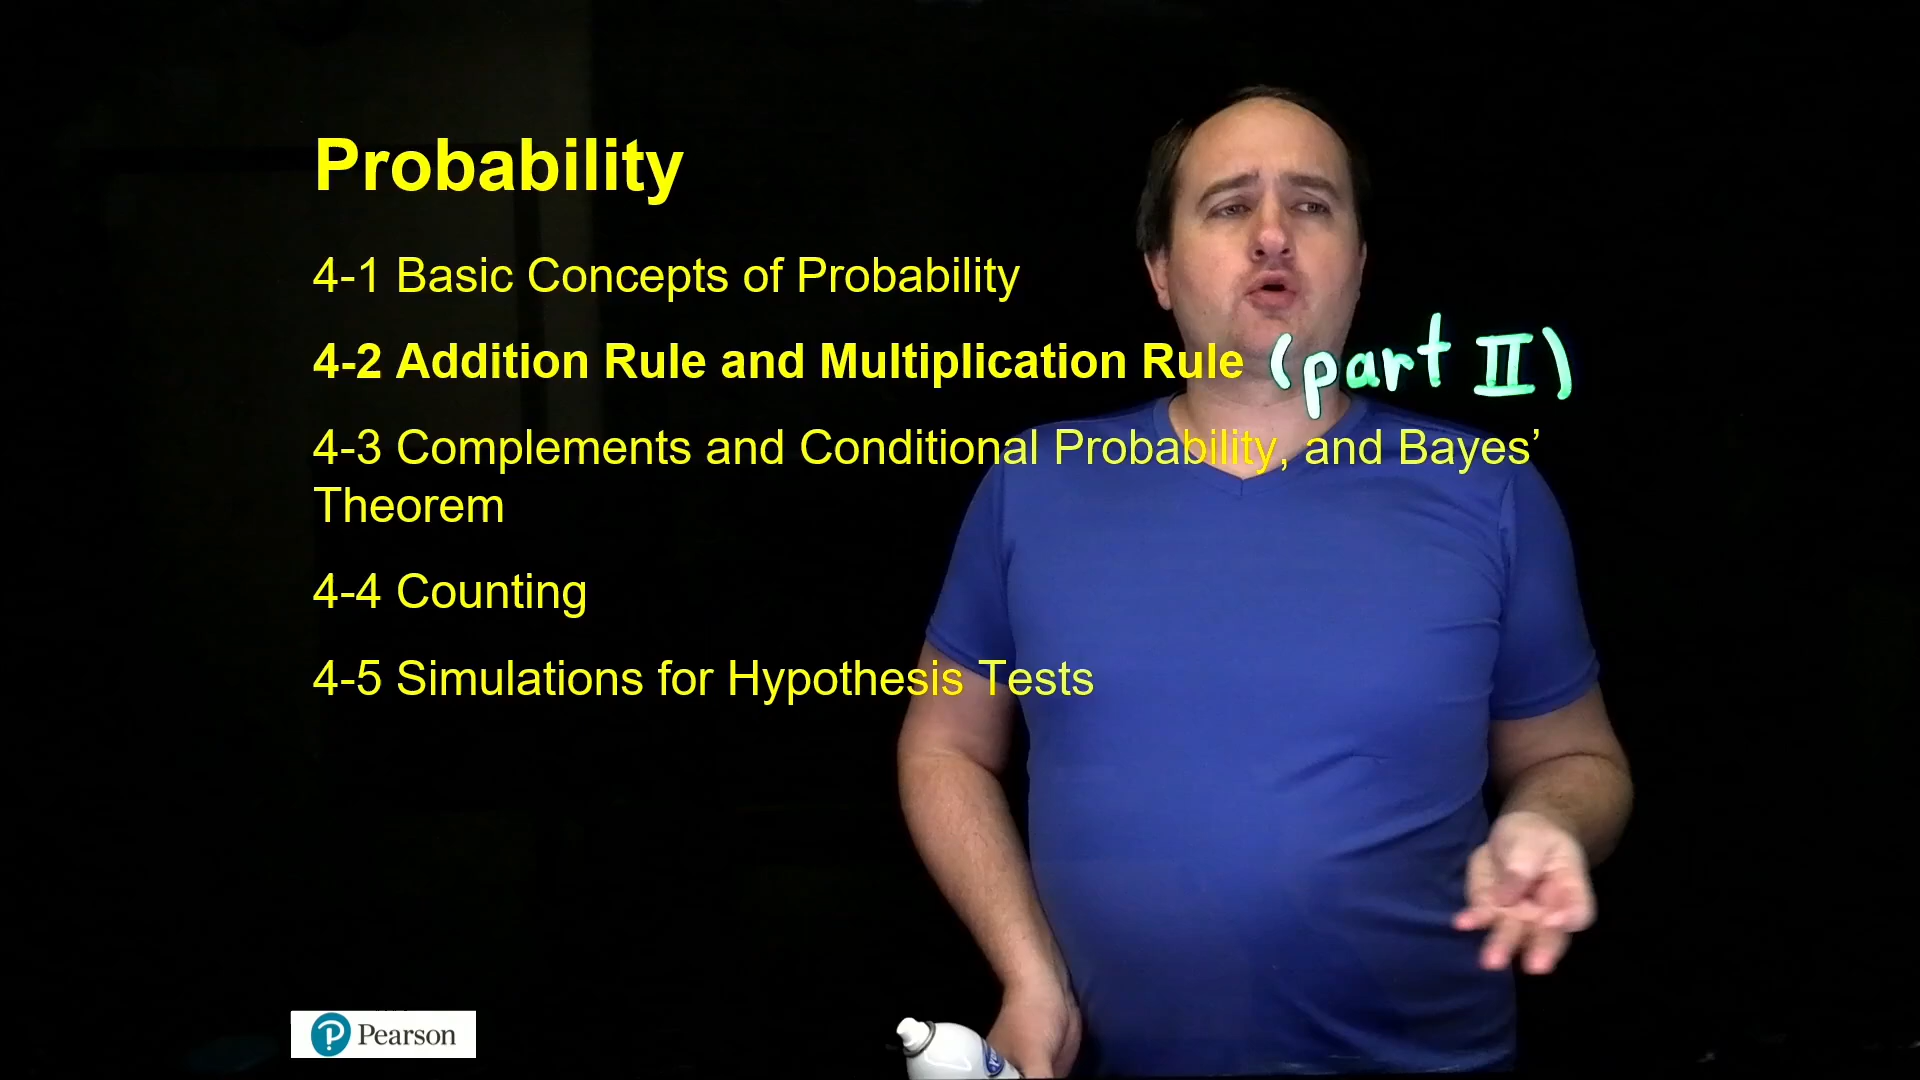 Probability
4-1 Basic Concepts of Probability
4-2 Addition Rule and Multiplication Rule (part II)
4-3 Complements and Conditional Probability, and Bayes’
Theorem
4-4 Counting
4-5 Simulations for Hypothesis Tests
Pearson